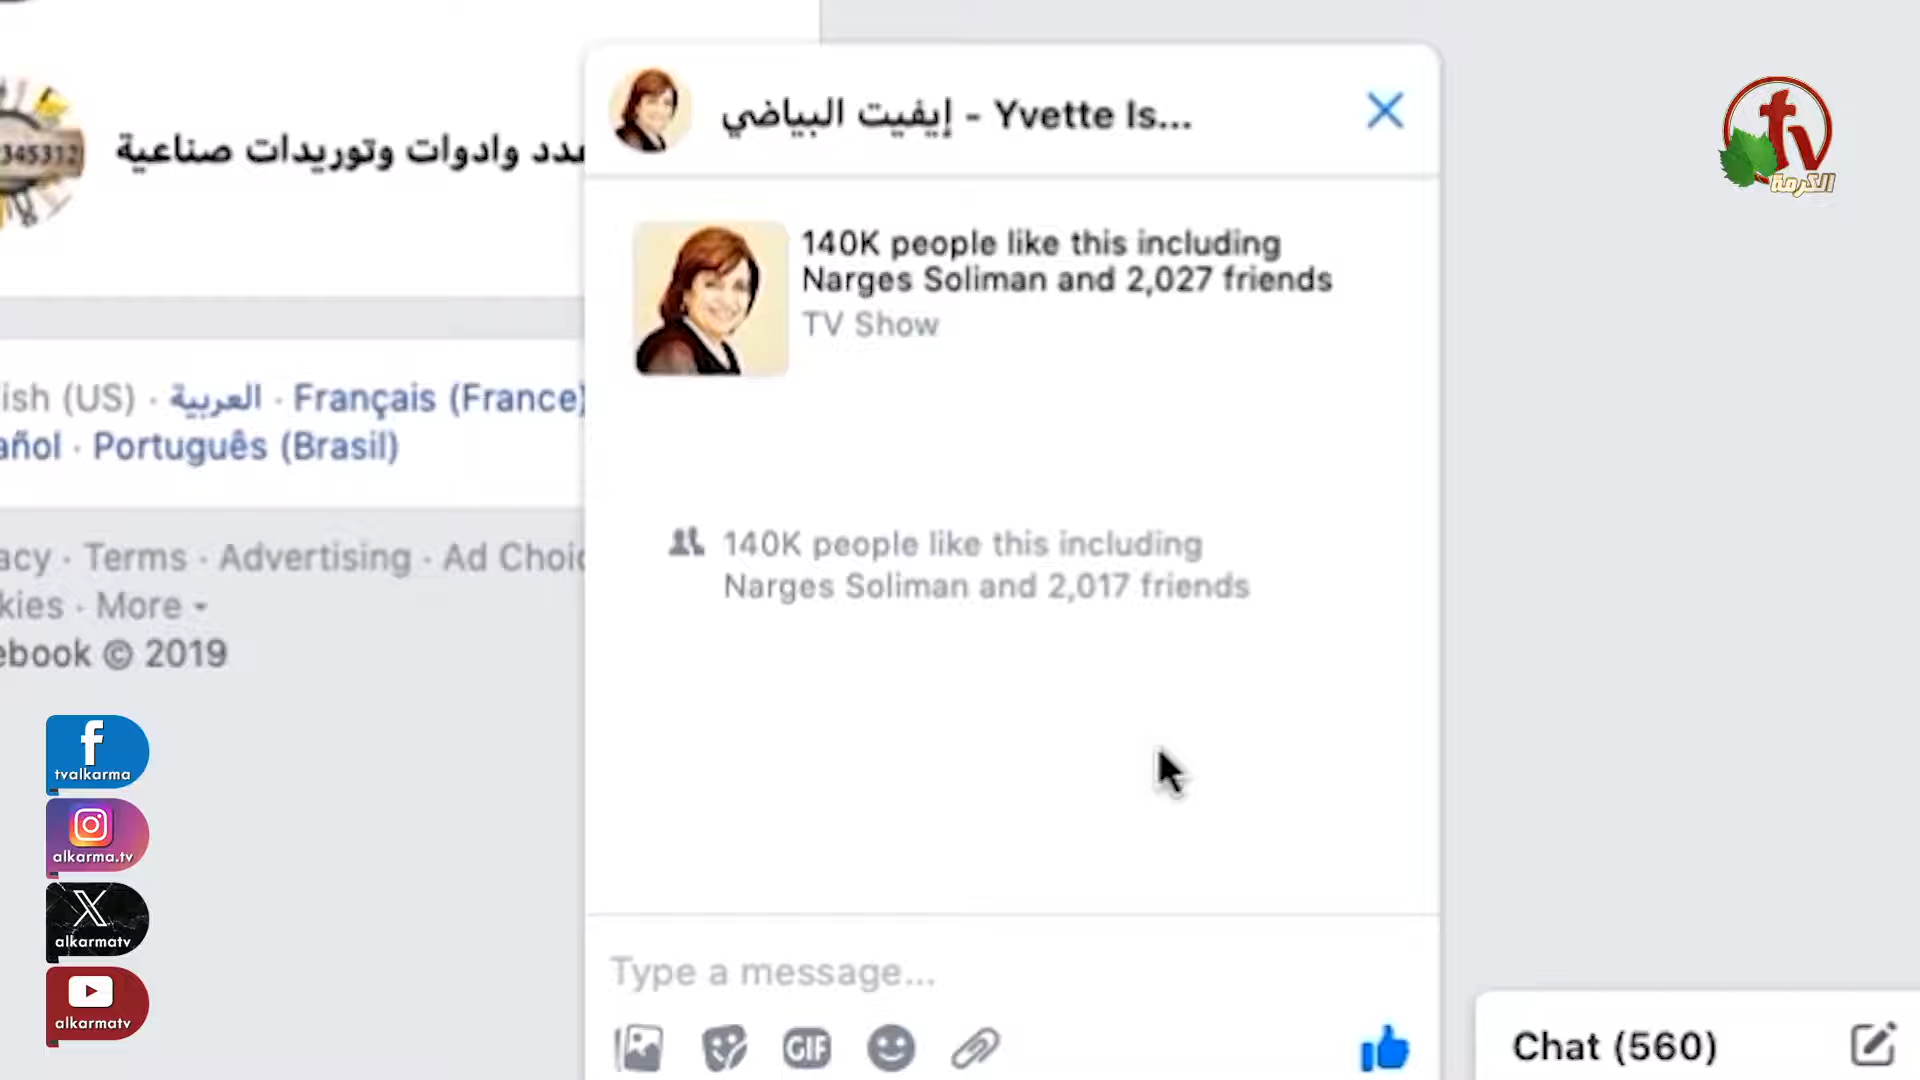 إيفيت البياضي - Yvette Is...
345312
دد وادوات وتوريدات صناعية
140K people like this including
Narges Soliman and 2,027 friends
TV Show
ish (US) · العربية · Français (France)
añol · Português (Brasil)
140K people like this including
Narges Soliman and 2,017 friends
acy · Terms · Advertising · Ad Choic
kies · More
ebook © 2019
Type a message...
GIF
Chat (560)
tv
الكرمة
f
tvalkarma
alkarma.tv
X
alkarmatv
alkarmatv